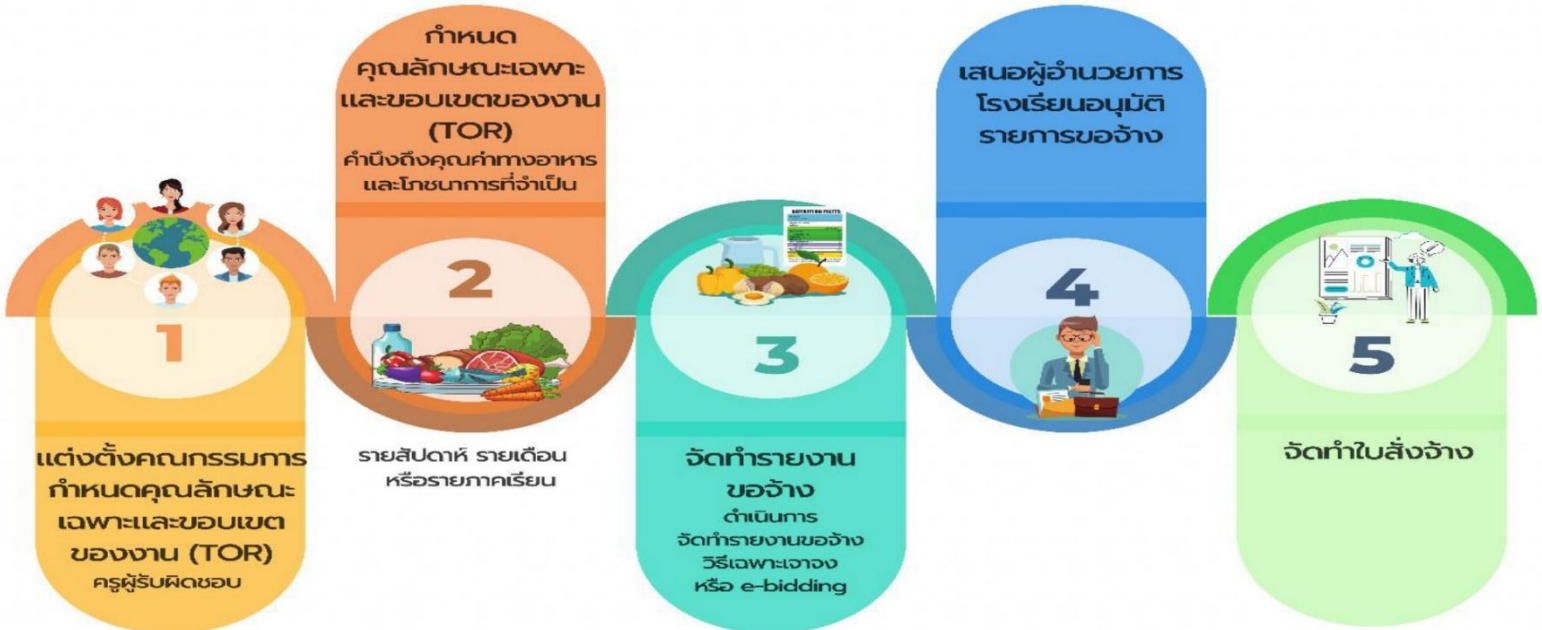 1
แต่งตั้งคณกรรมการ
กำหนดคุณลักษณะ
เฉพาะและขอบเขต
ของงาน (TOR)
ครูผู้รับผิดชอบ
กำหนด
คุณลักษณะเฉพาะ
และขอบเขตของงาน
(TOR)
คำนึงถึงคุณค่าทางอาหาร
และโภชนาการที่จำเป็น
2
รายสัปดาห์ รายเดือน
หรือรายภาคเรียน
NUTRITION FACTS
3
จัดทำรายงาน
ขอจ้าง
ดำเนินการ
จัดทำรายงานขอจ้าง
วิธีเฉพาะเจาจง
หรือ e-bidding
เสนอผู้อำนวยการ
โรงเรียนอนุมัติ
รายการขอจ้าง
4
5
จัดทำใบสั่งจ้าง